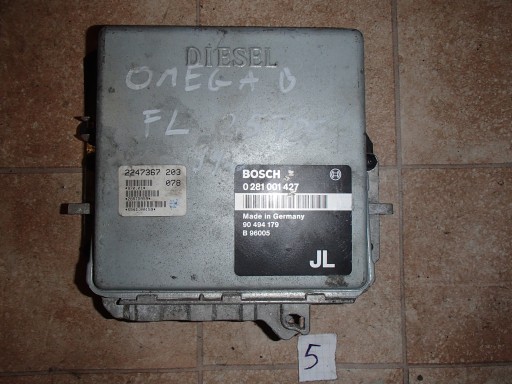 DIESEL
OMEGA B
FL
2247367 203
078
BOSCH
0 281 001 427
Made in Germany
90 494 179
B 96005
JL
5